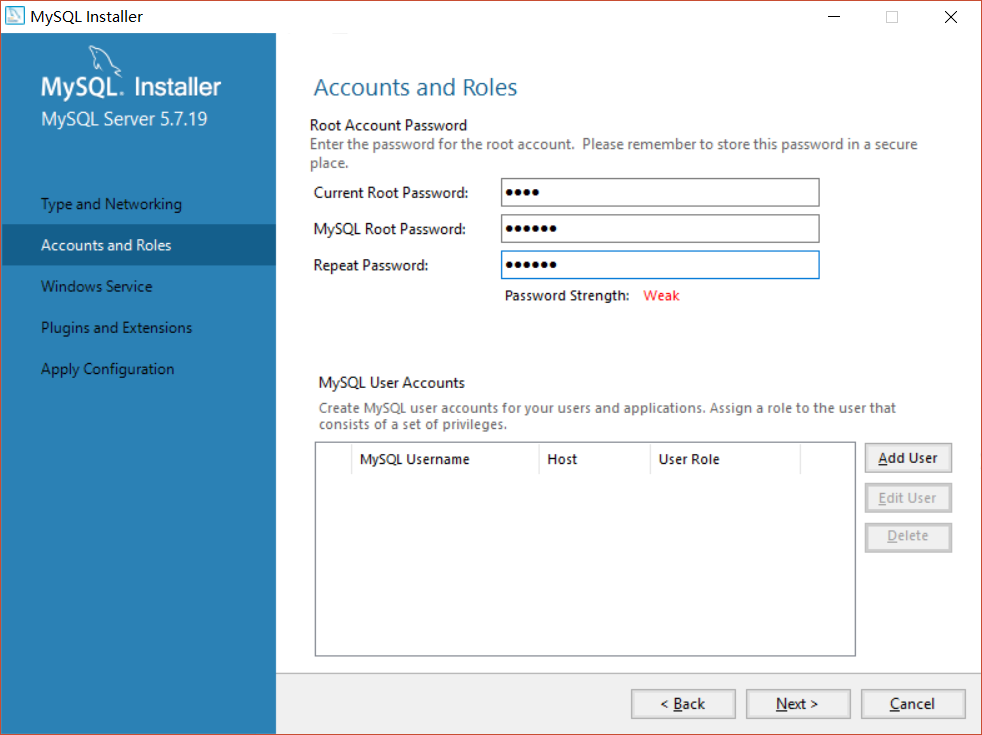 MySQL Installer
MySQL. Installer
MySQL Server 5.7.19
Type and Networking
Accounts and Roles
Windows Service
Plugins and Extensions
Apply Configuration
Accounts and Roles
Root Account Password
Enter the password for the root account.  Please remember to store this password in a secure
place.
Current Root Password: ●●●●
MySQL Root Password: ●●●●●●
Repeat Password: ●●●●●●
Password Strength: Weak
MySQL User Accounts
Create MySQL user accounts for your users and applications. Assign a role to the user that
consists of a set of privileges.
MySQL Username Host User Role
Add User
Edit User
Delete
< Back Next > Cancel